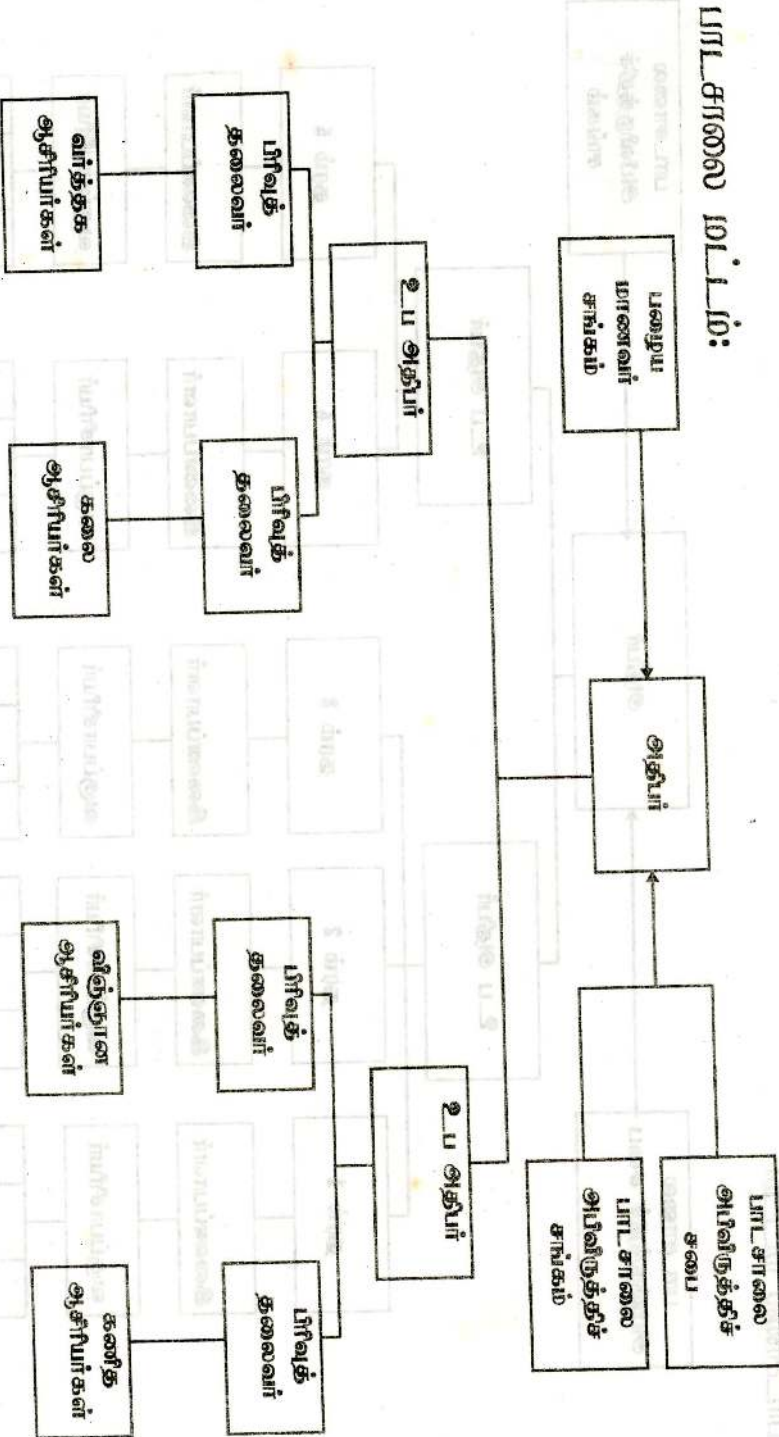 பாடசாலை மட்டம்:
பழைய
மாணவர்
சங்கம்
அதிபர்
பாடசாலை
அபிவிருத்திச்
சபை
பாடசாலை
அபிவிருத்திச்
சங்கம்
உப அதிபர்
உப அதிபர்
பிரிவுத்
தலைவர்
பிரிவுத்
தலைவர்
பிரிவுத்
தலைவர்
பிரிவுத்
தலைவர்
வர்த்தக
ஆசிரியர்கள்
கலை
ஆசிரியர்கள்
விஞ்ஞான
ஆசிரியர்கள்
கணித
ஆசிரியர்கள்